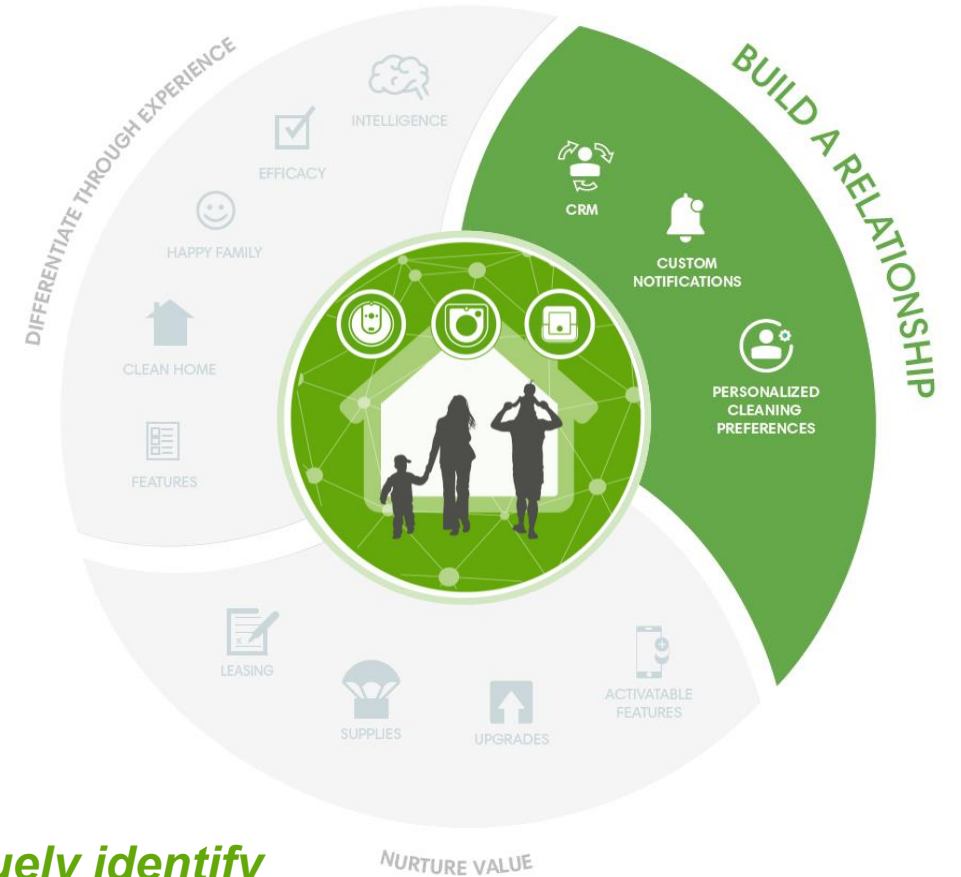 DIFFERENTIATE THROUGH EXPERIENCE
INTELLIGENCE
EFFICACY
HAPPY FAMILY
CLEAN HOME
FEATURES
BUILD A RELATIONSHIP
CRM
CUSTOM
NOTIFICATIONS
PERSONALIZED
CLEANING
PREFERENCES
LEASING
SUPPLIES
UPGRADES
ACTIVATABLE
FEATURES
NURTURE VALUE
identify